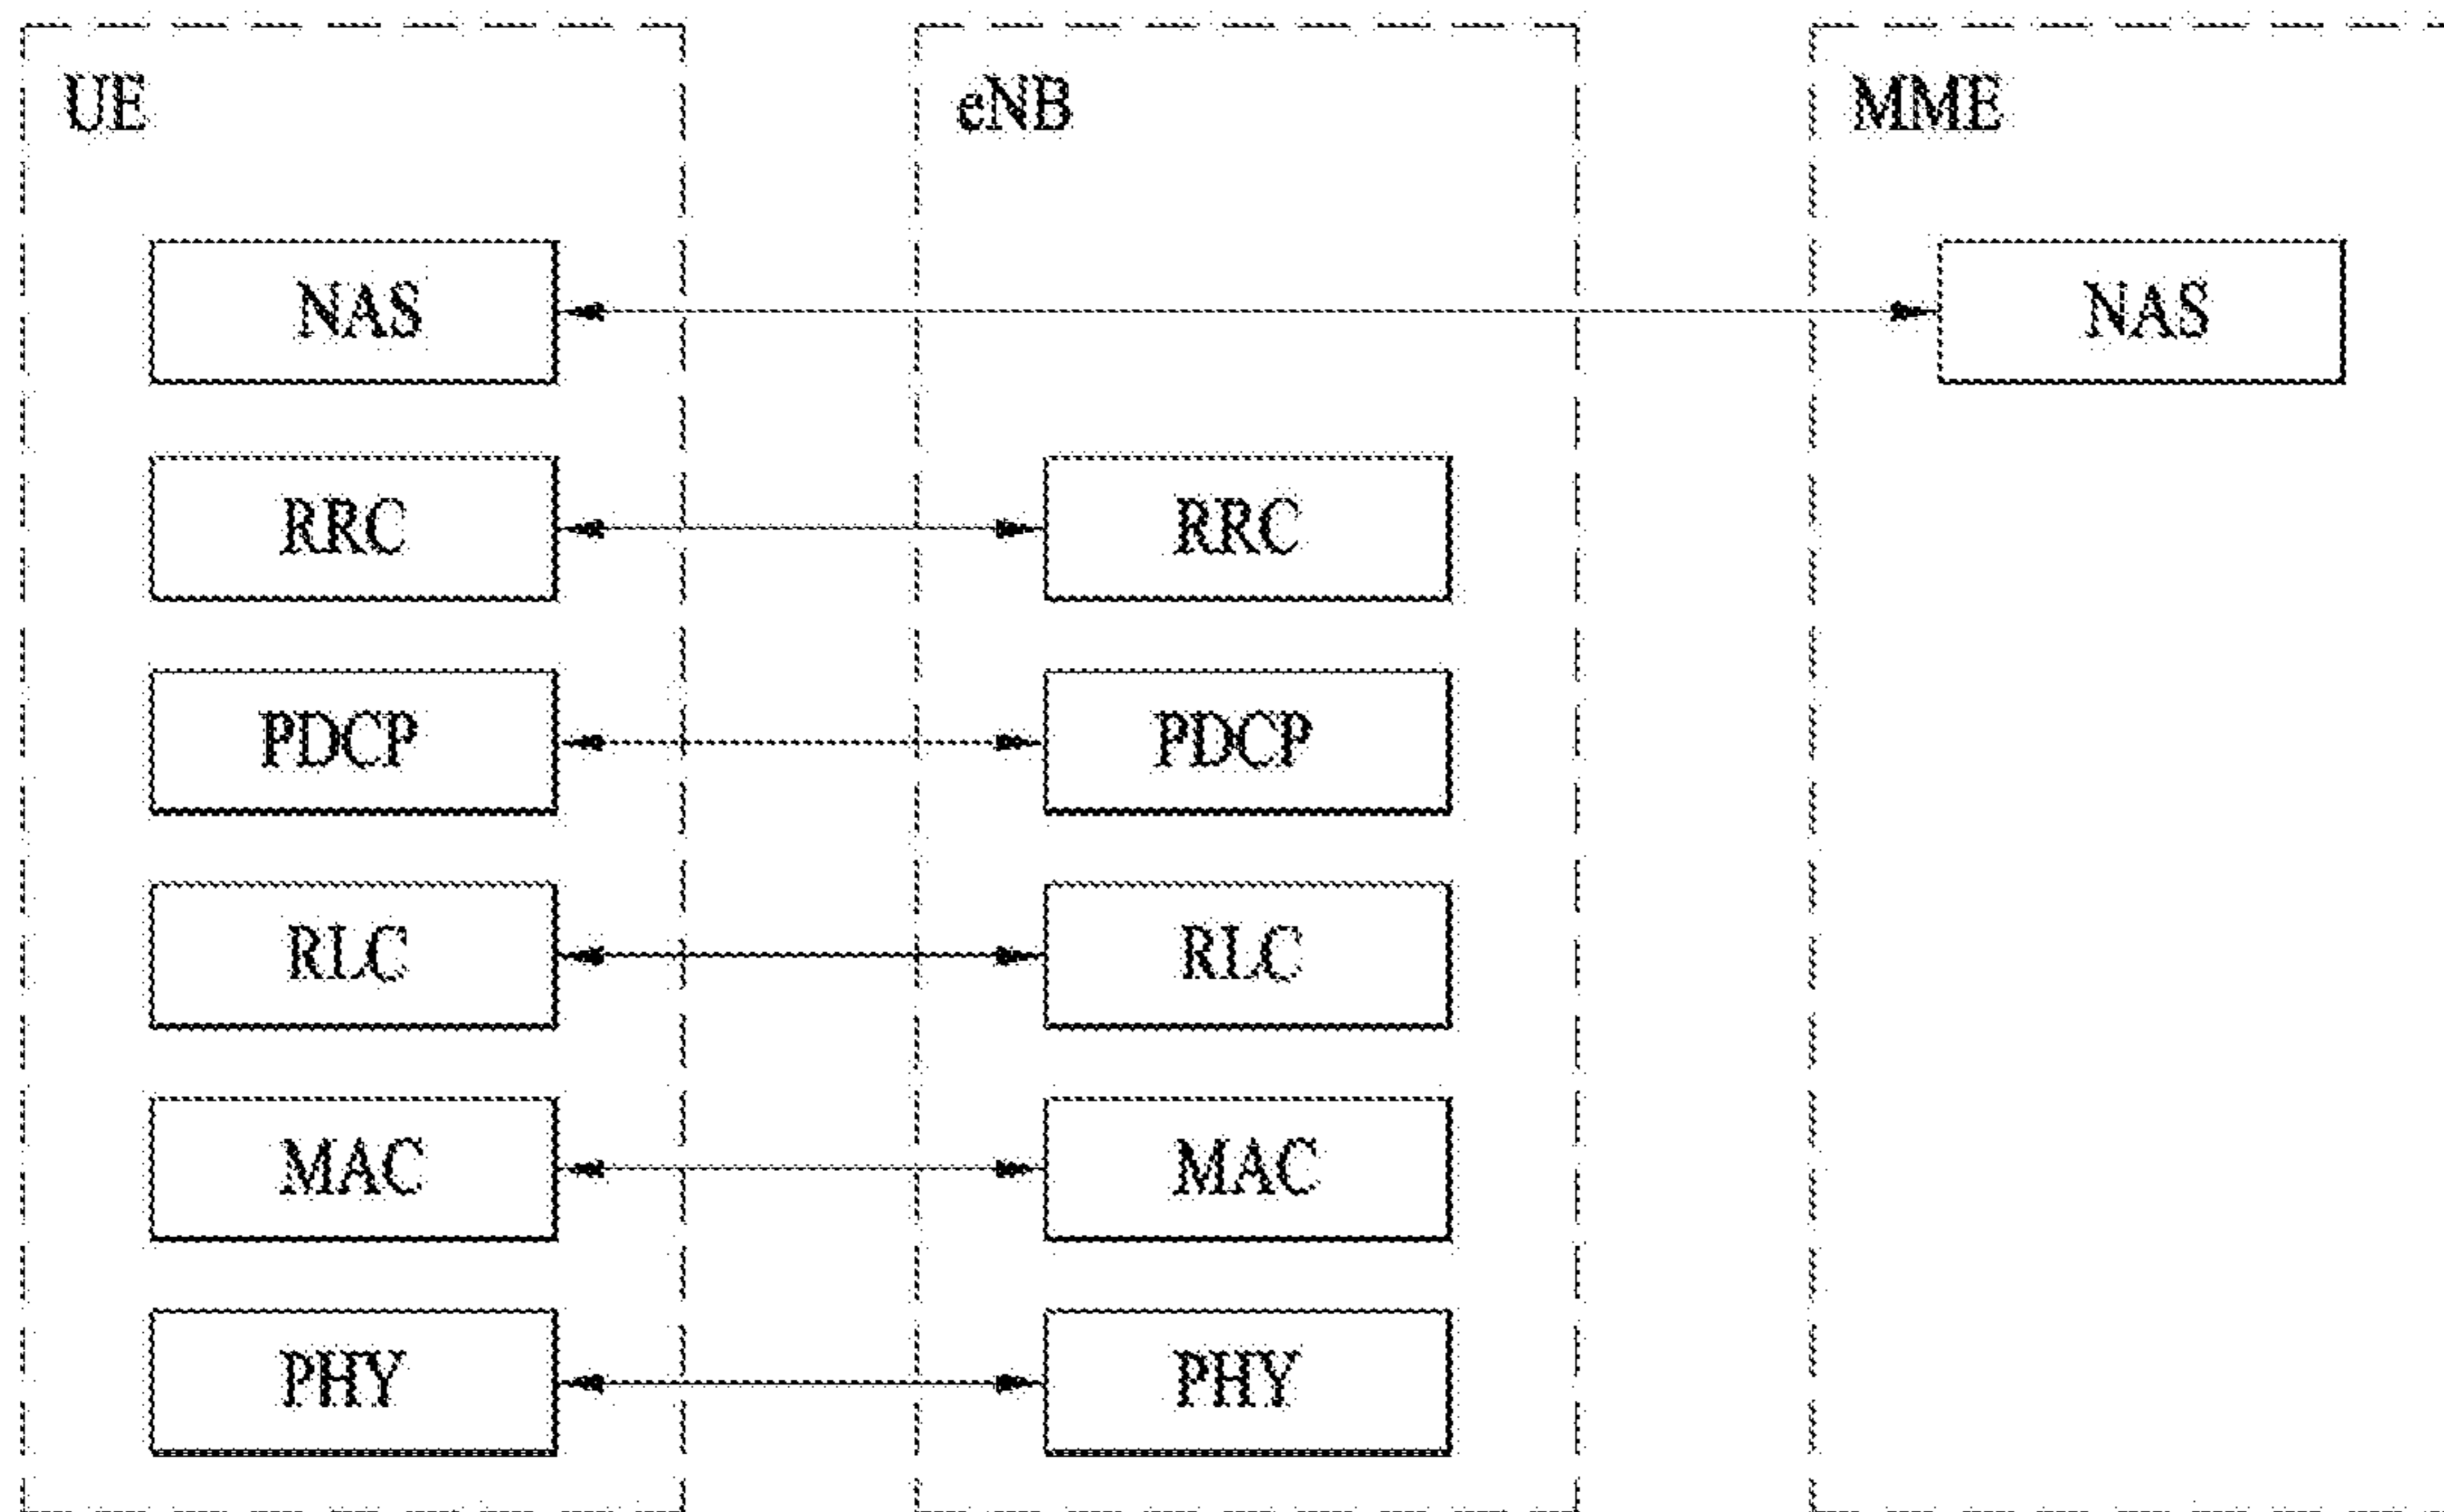 UE
eNB
MME
NAS
NAS
RRC
RRC
PDCP
PDCP
RLC
RLC
MAC
MAC
PHY
PHY